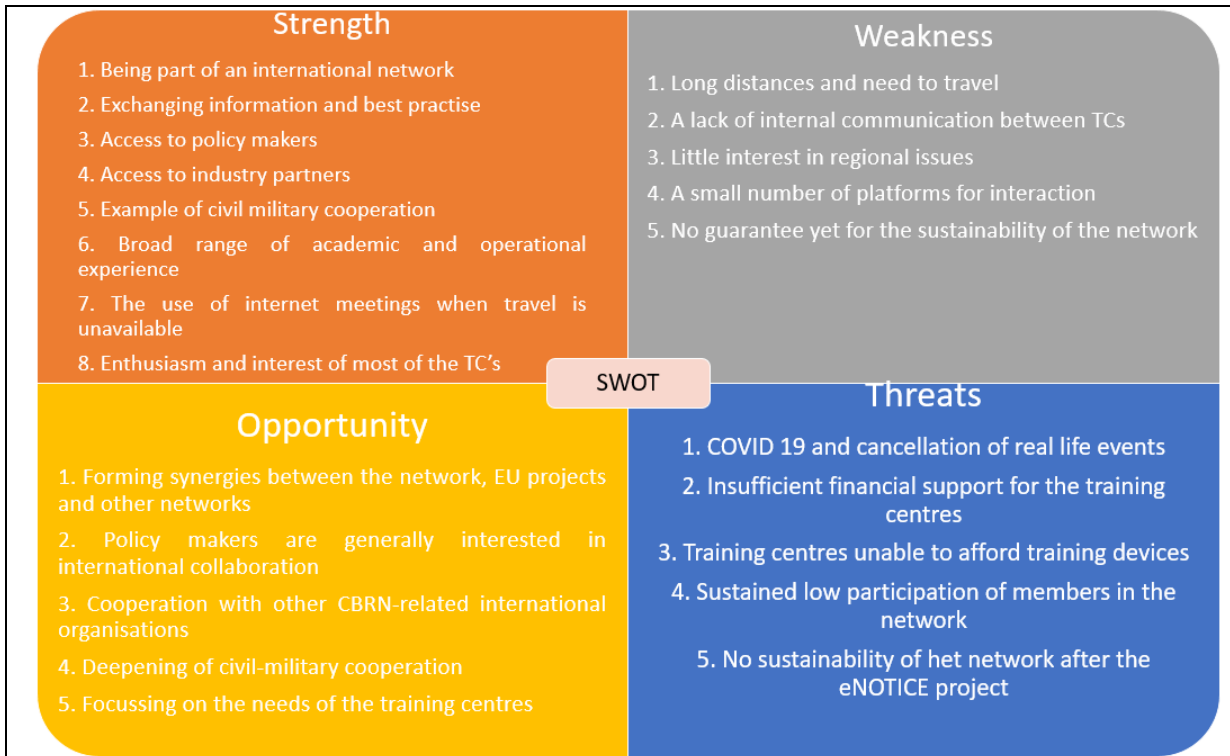 Strength
1. Being part of an international network
2. Exchanging information and best practise
3. Access to policy makers
4. Access to industry partners
5. Example of civil military cooperation
6. Broad range of academic and operational
experience
7. The use of internet meetings when travel is
unavailable
8. Enthusiasm and interest of most of the TC’s
Weakness
1. Long distances and need to travel
2. A lack of internal communication between TCs
3. Little interest in regional issues
4. A small number of platforms for interaction
5. No guarantee yet for the sustainability of the network
SWOT
Opportunity
1. Forming synergies between the network, EU projects
and other networks
2. Policy makers are generally interested in
international collaboration
3. Cooperation with other CBRN-related international
organisations
4. Deepening of civil-military cooperation
5. Focussing on the needs of the training centres
Threats
1. COVID 19 and cancellation of real life events
2. Insufficient financial support for the training
centres
3. Training centres unable to afford training devices
4. Sustained low participation of members in the
network
5. No sustainability of het network after the
eNOTICE project